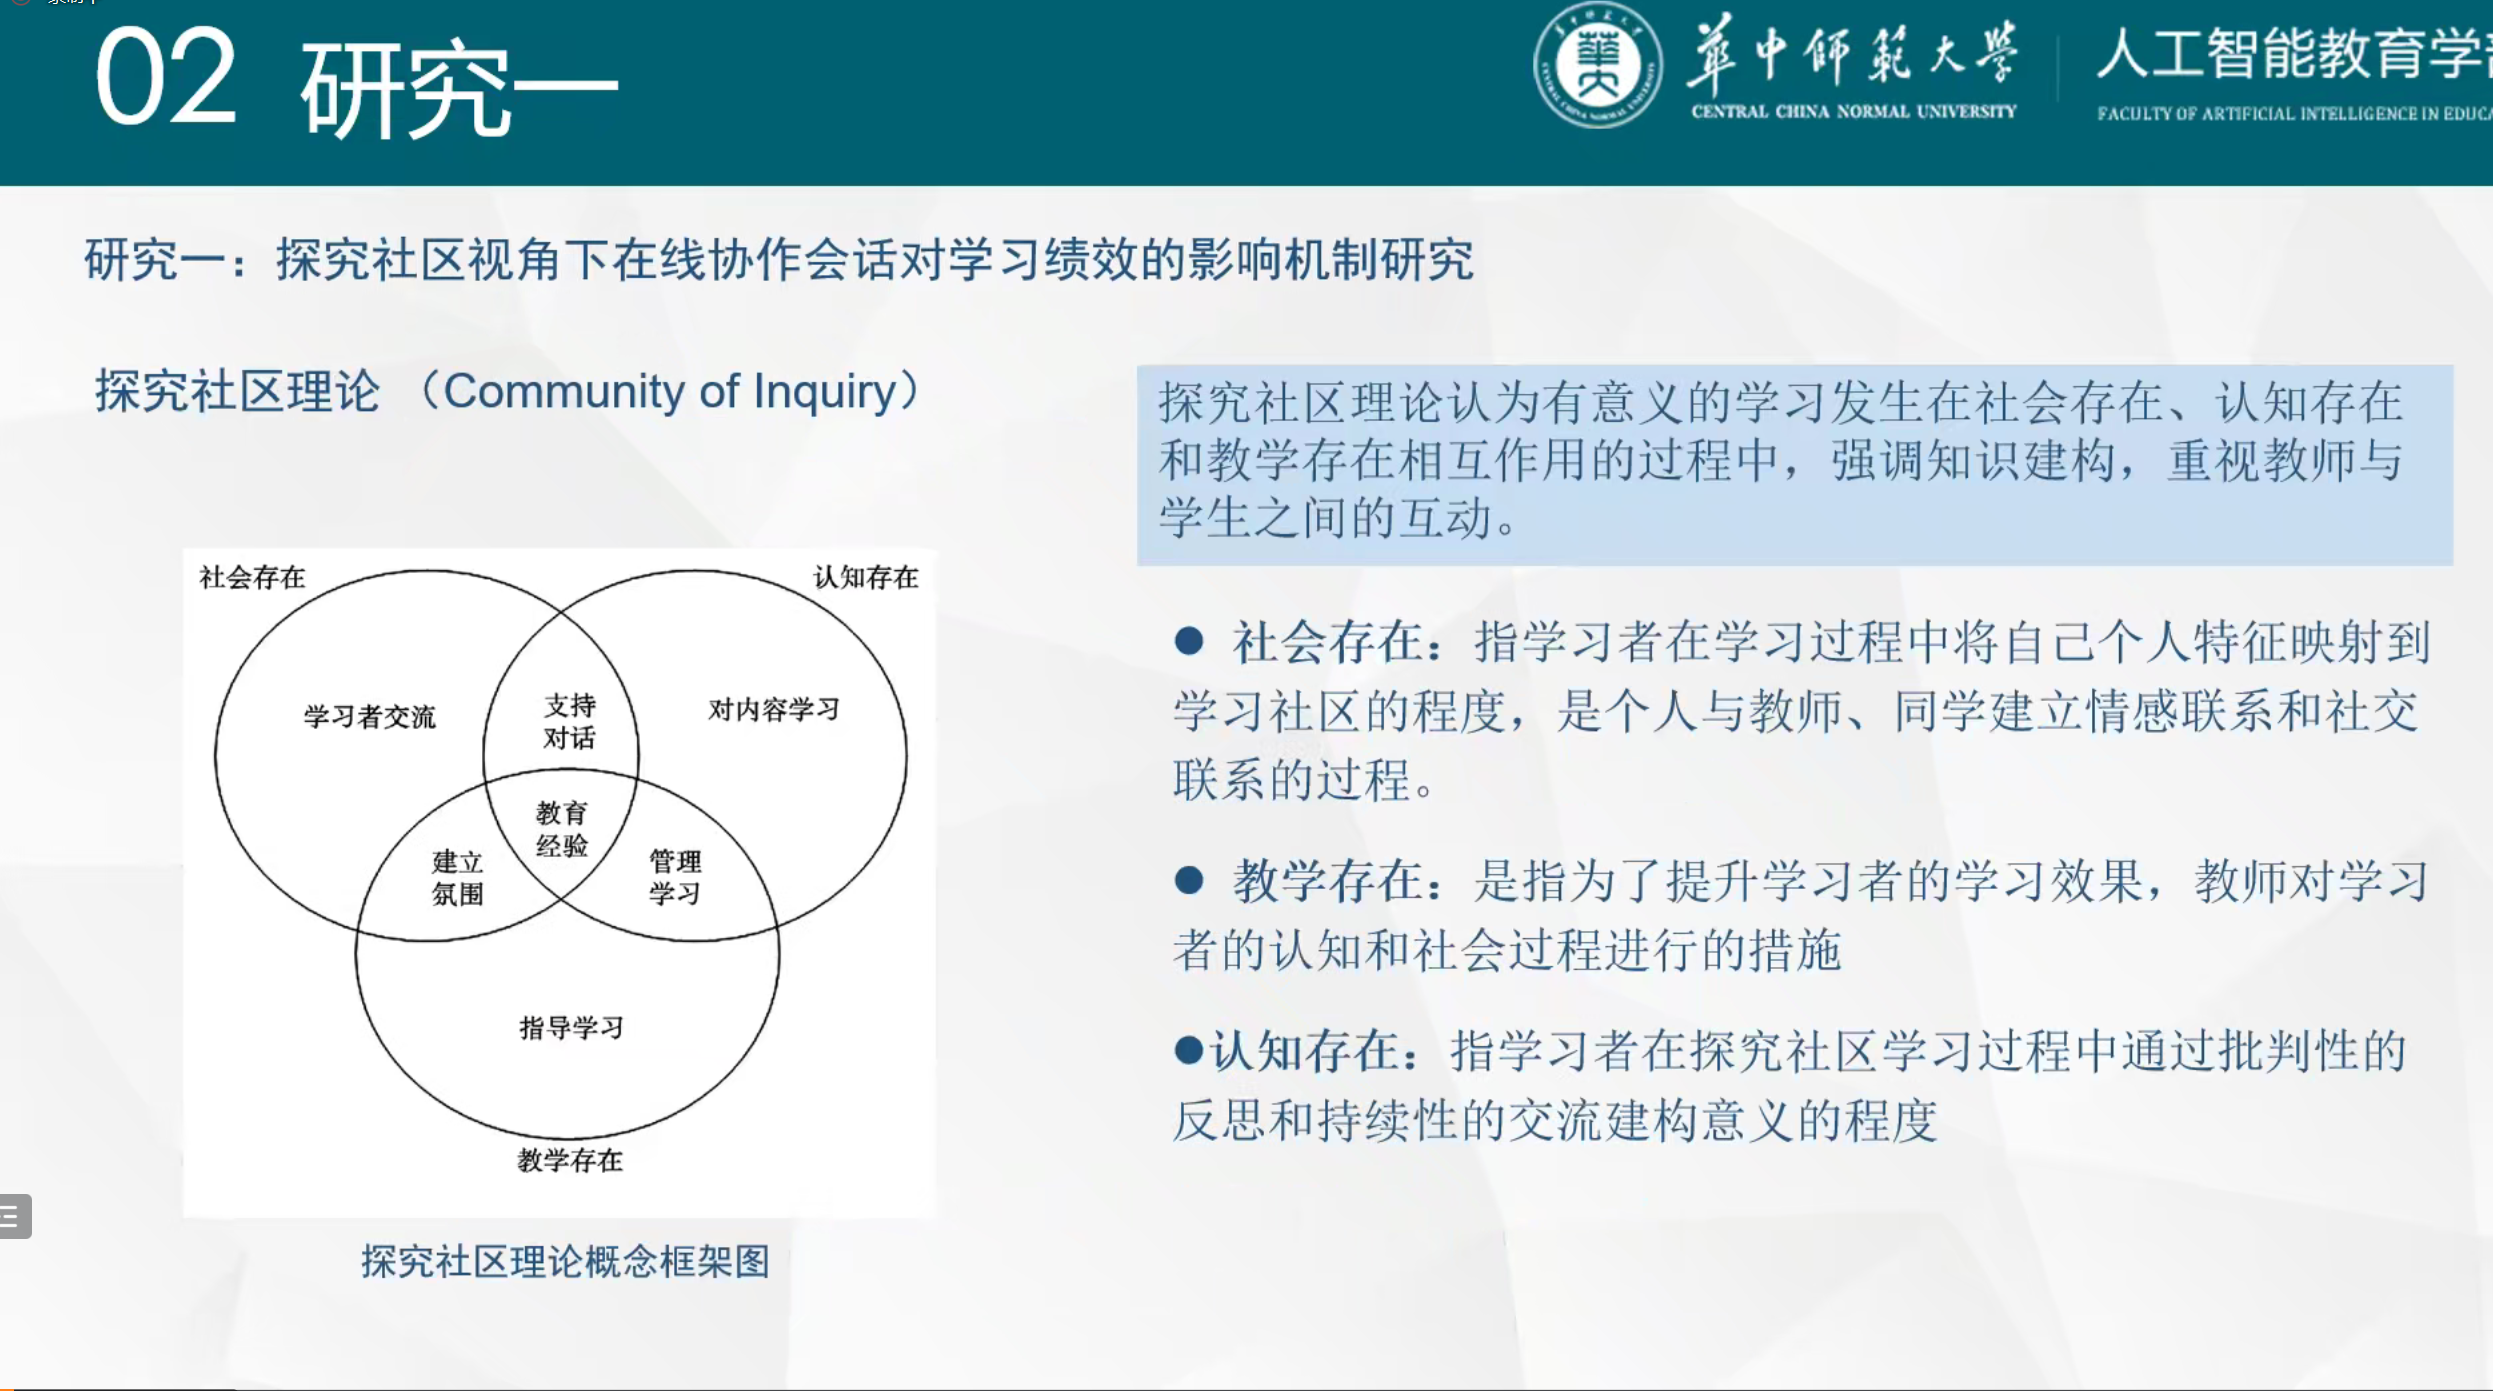 02 研究一
華中師範大学
CENTRAL CHINA NORMAL UNIVERSITY
人工智能教育学
FACULTY OF ARTIFICIAL INTELLIGENCE IN
研究一：探究社区视角下在线协作会话对学习绩效的影响机制研究
探究社区理论 （Community of Inquiry）
社会存在
认知存在
学习者交流
支持
对话
对内容学习
教育
经验
建立
氛围
管理
学习
指导学习
教学存在
探究社区理论概念框架图
探究社区理论认为有意义的学习发生在社会存在、认知存在
和教学存在相互作用的过程中，强调知识建构，重视教师与
学生之间的互动。
● 社会存在：指学习者在学习过程中将自己个人特征映射到
学习社区的程度，是个人与教师、同学建立情感联系和社交
联系的过程。
● 教学存在：是指为了提升学习者的学习效果，教师对学习
者的认知和社会过程进行的措施
●认知存在：指学习者在探究社区学习过程中通过批判性的
反思和持续性的交流建构意义的程度